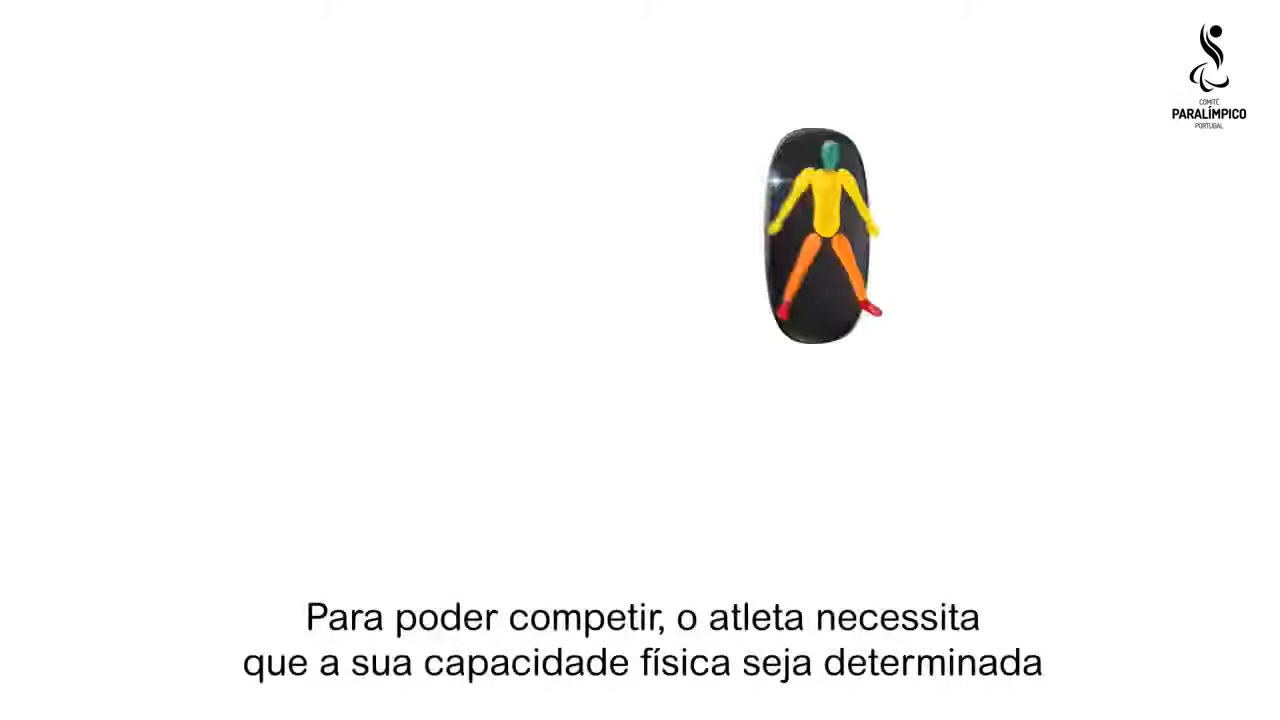 COMITÉ
PARALÍMPICO
PORTUGAL
Para poder competir, o atleta necessita
que a sua capacidade física seja determinada